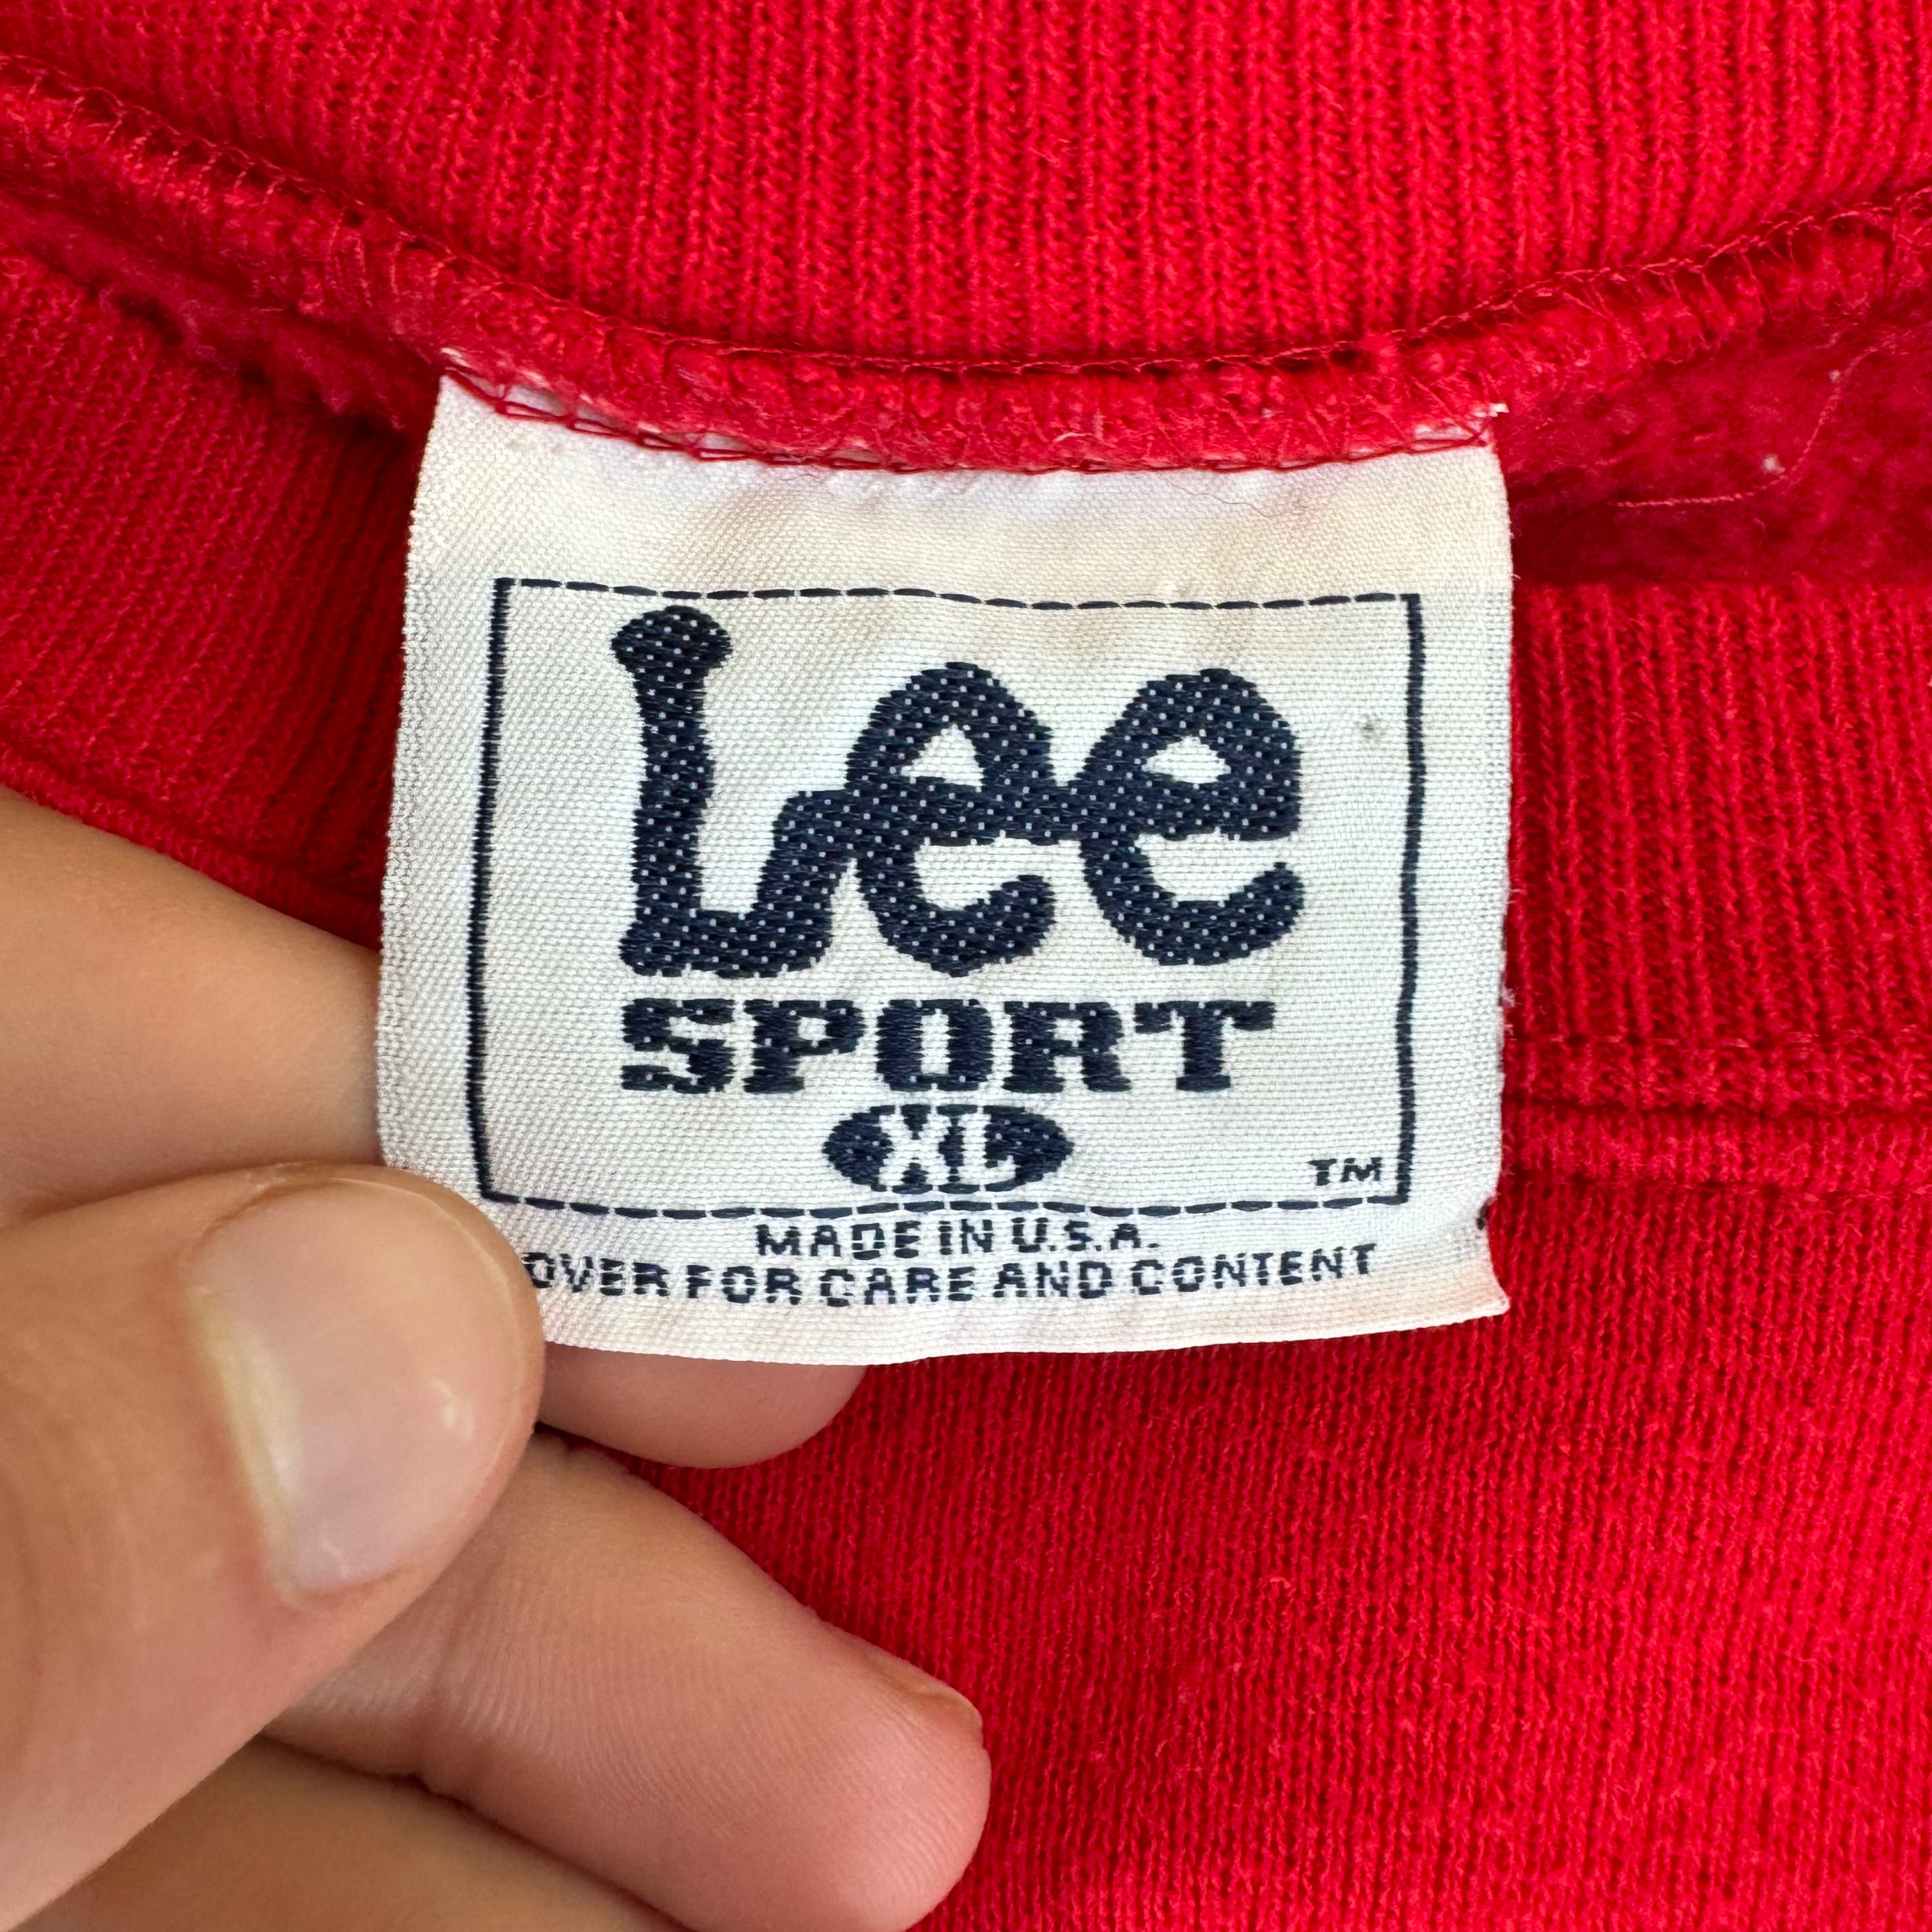 Lee
SPORT
XL
TM
MADE IN U.S.A.
OVER FOR CARE AND CONTENT